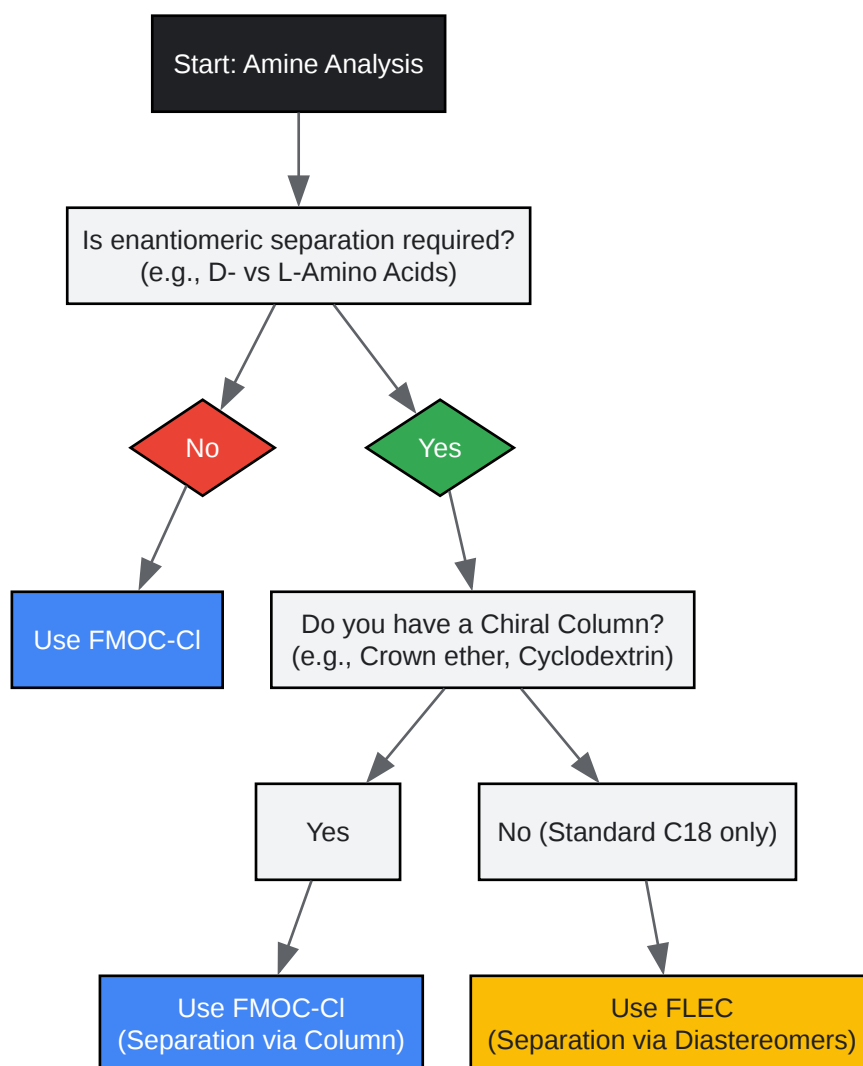 Start: Amine Analysis
Is enantiomeric separation required?
(e.g., D- vs L-Amino Acids)
No
Yes
Use FMOC-Cl
Do you have a Chiral Column?
(e.g., Crown ether, Cyclodextrin)
Yes
No (Standard C18 only)
Use FMOC-Cl
(Separation via Column)
Use FLEC
(Separation via Diastereomers)